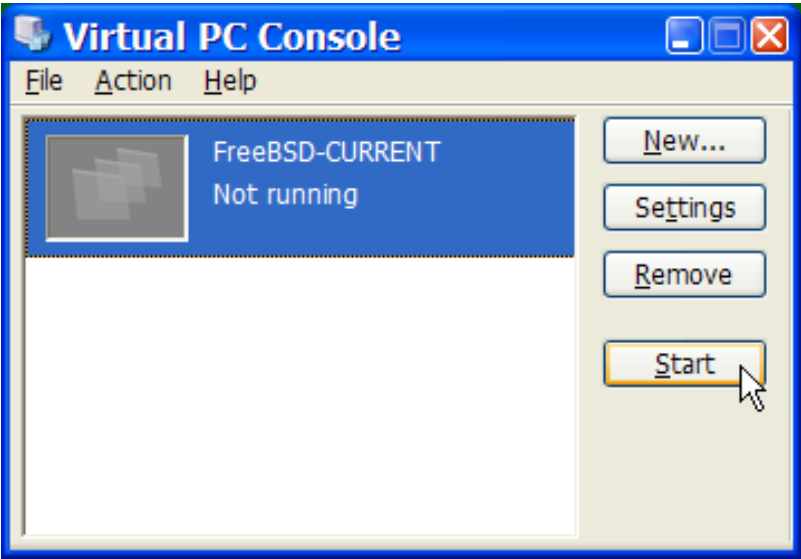 Virtual PC Console
File Action Help
FreeBSD-CURRENT
Not running
New...
Settings
Remove
Start